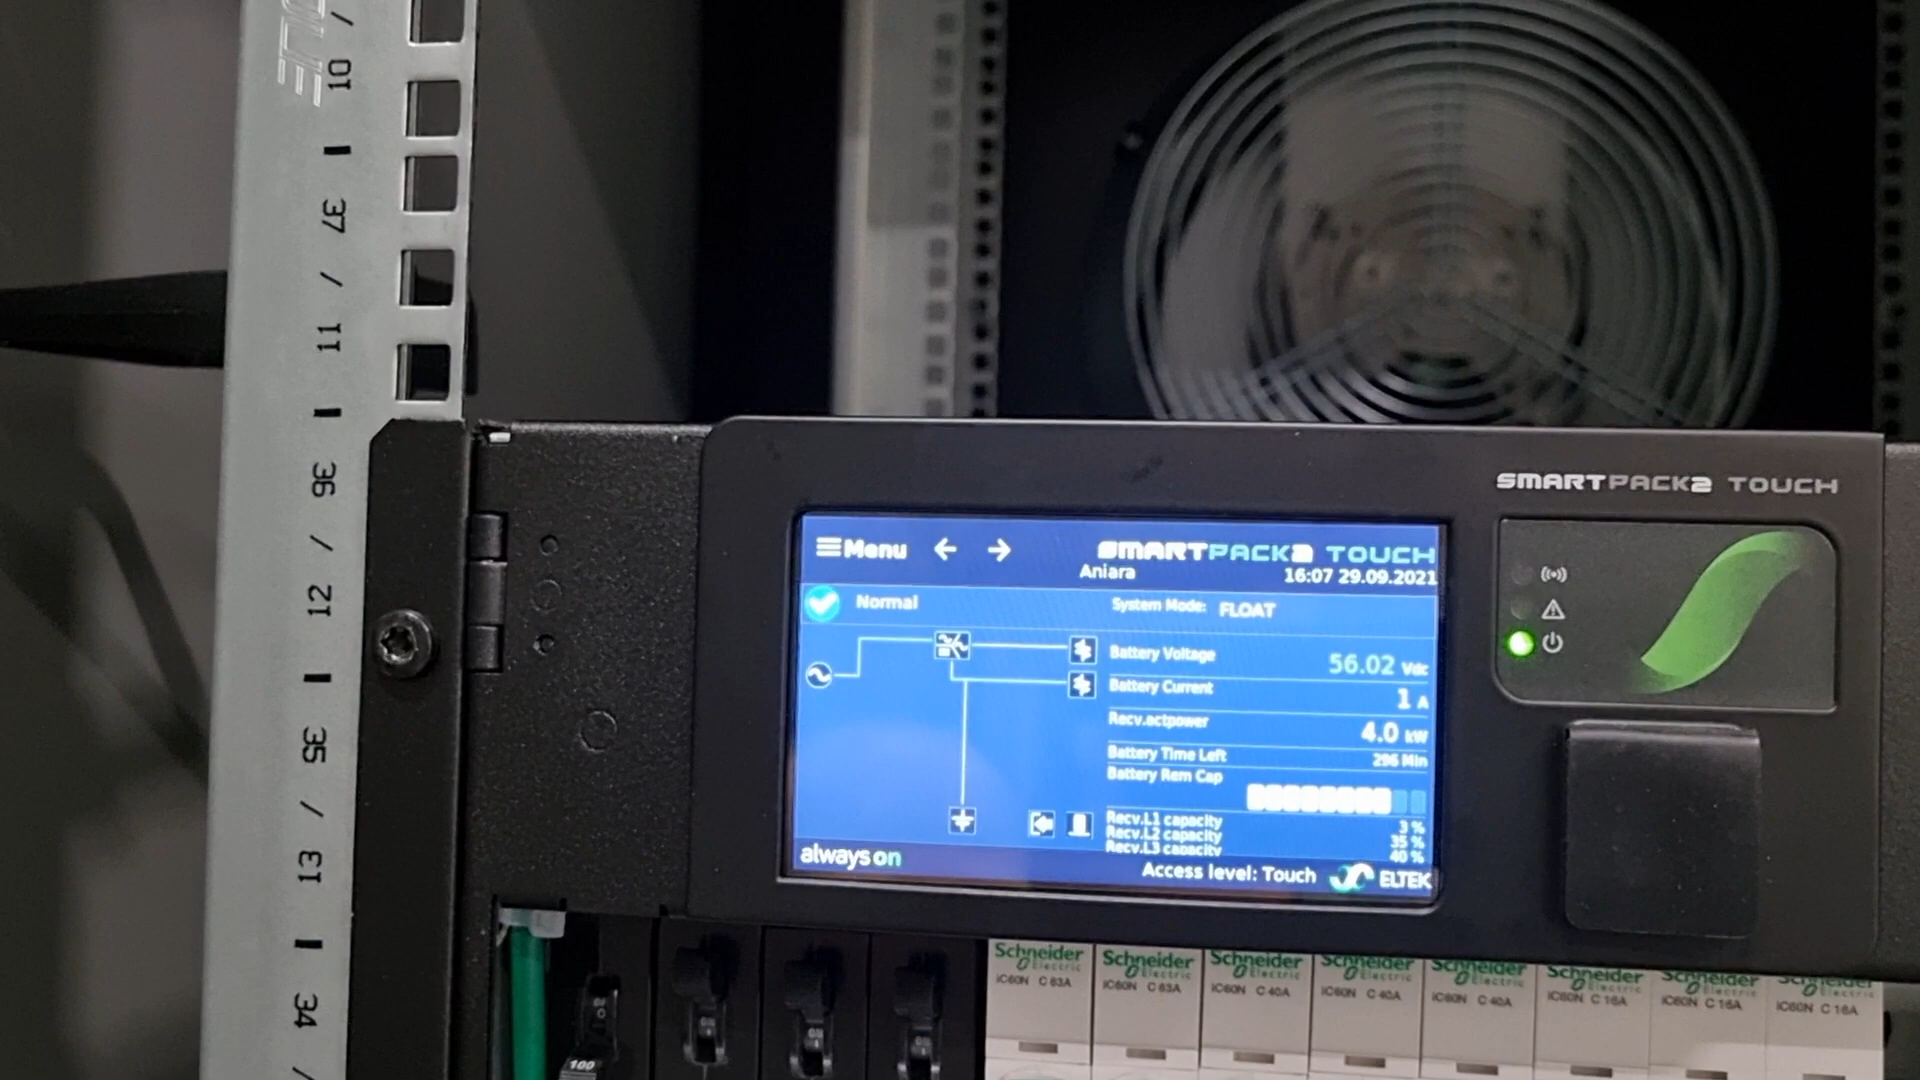 10 /
37 / 11
36 / 12
35 / 13
34 /
SMARTPACK2 TOUCH
Menu
SMARTPACK2 TOUCH
Aniara
16:07 29.09.2021
Normal
System Mode: FLOAT
Battery Voltage 56.02 Vdc
Battery Current 1 A
Recv.actpower 4.0 kW
Battery Time Left 296 Min
Battery Rem Cap
Recv.L1 capacity 3 %
Recv.L2 capacity 35 %
Recv.L3 capacity 40 %
alwayson
Access level: Touch ELTEK
100
Schneider Electric iC60N C 63A
Schneider Electric iC60N C 63A
Schneider Electric iC60N C 40A
Schneider Electric iC60N C 40A
Schneider Electric iC60N C 40A
Schneider Electric iC60N C 16A
Schneider Electric iC60N C 16A
Schneider Electric iC60N C 16A